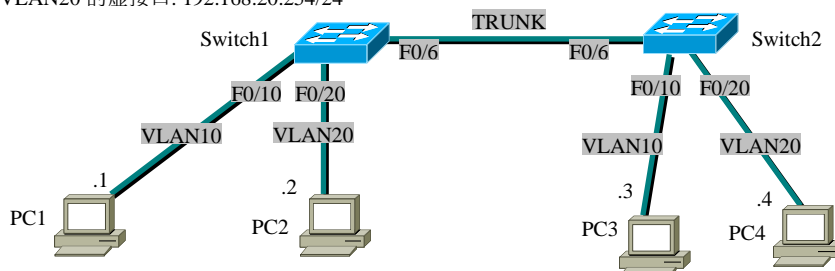 VLAN20 的虚接口: 192.168.20.254/24
TRUNK
Switch1
Switch2
F0/6
F0/6
F0/10
F0/20
F0/10
F0/20
VLAN10
VLAN20
VLAN10
VLAN20
.1
.2
.3
.4
PC1
PC2
PC3
PC4